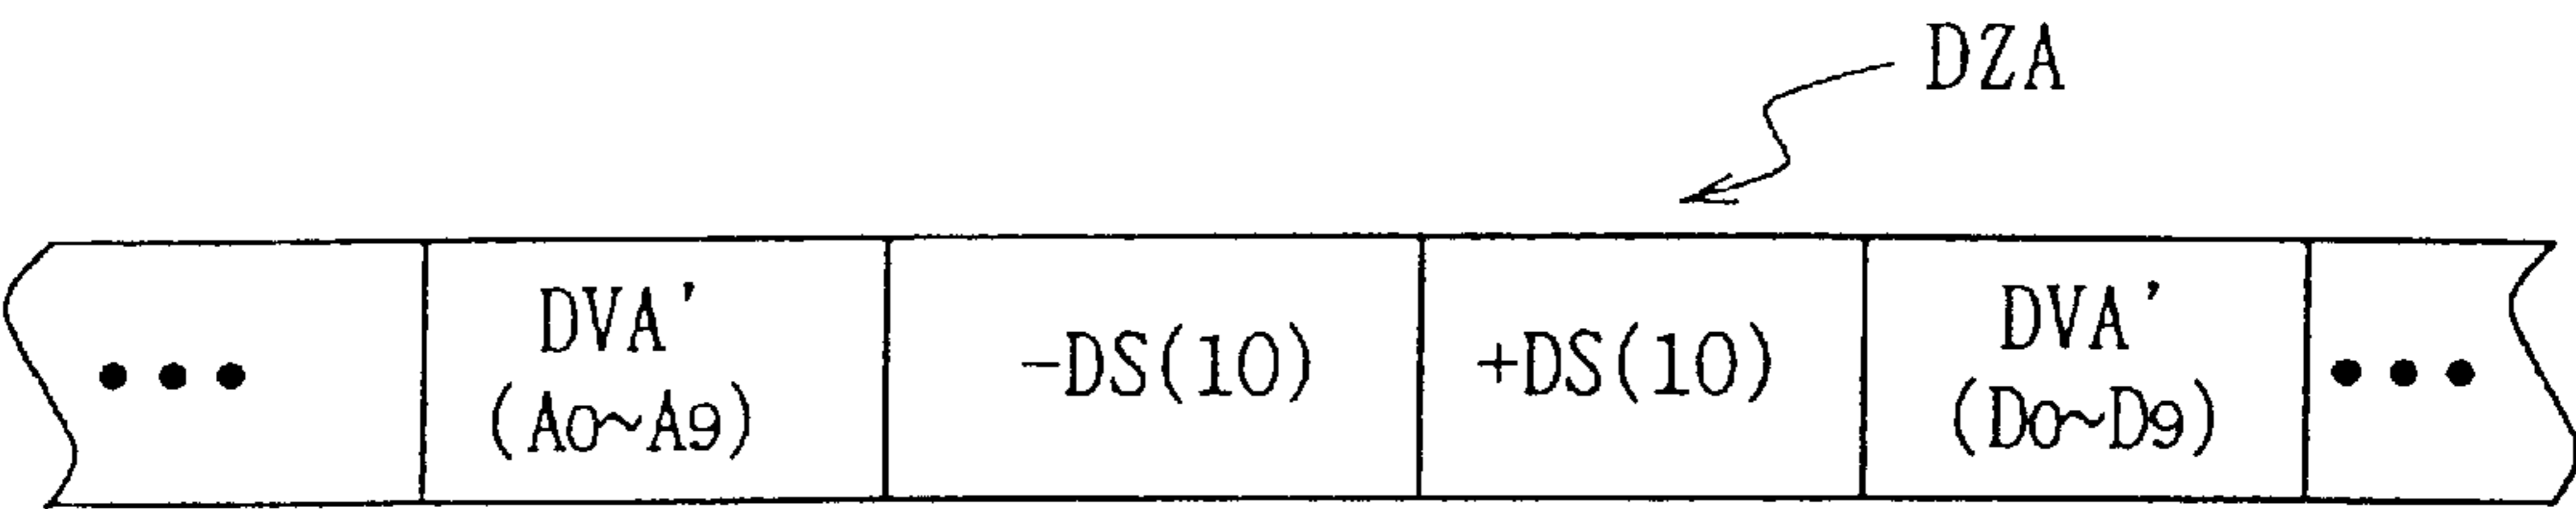 DZA
••• DVA' -DS(10) +DS(10) DVA' •••
(A0~A9) (D0~D9)